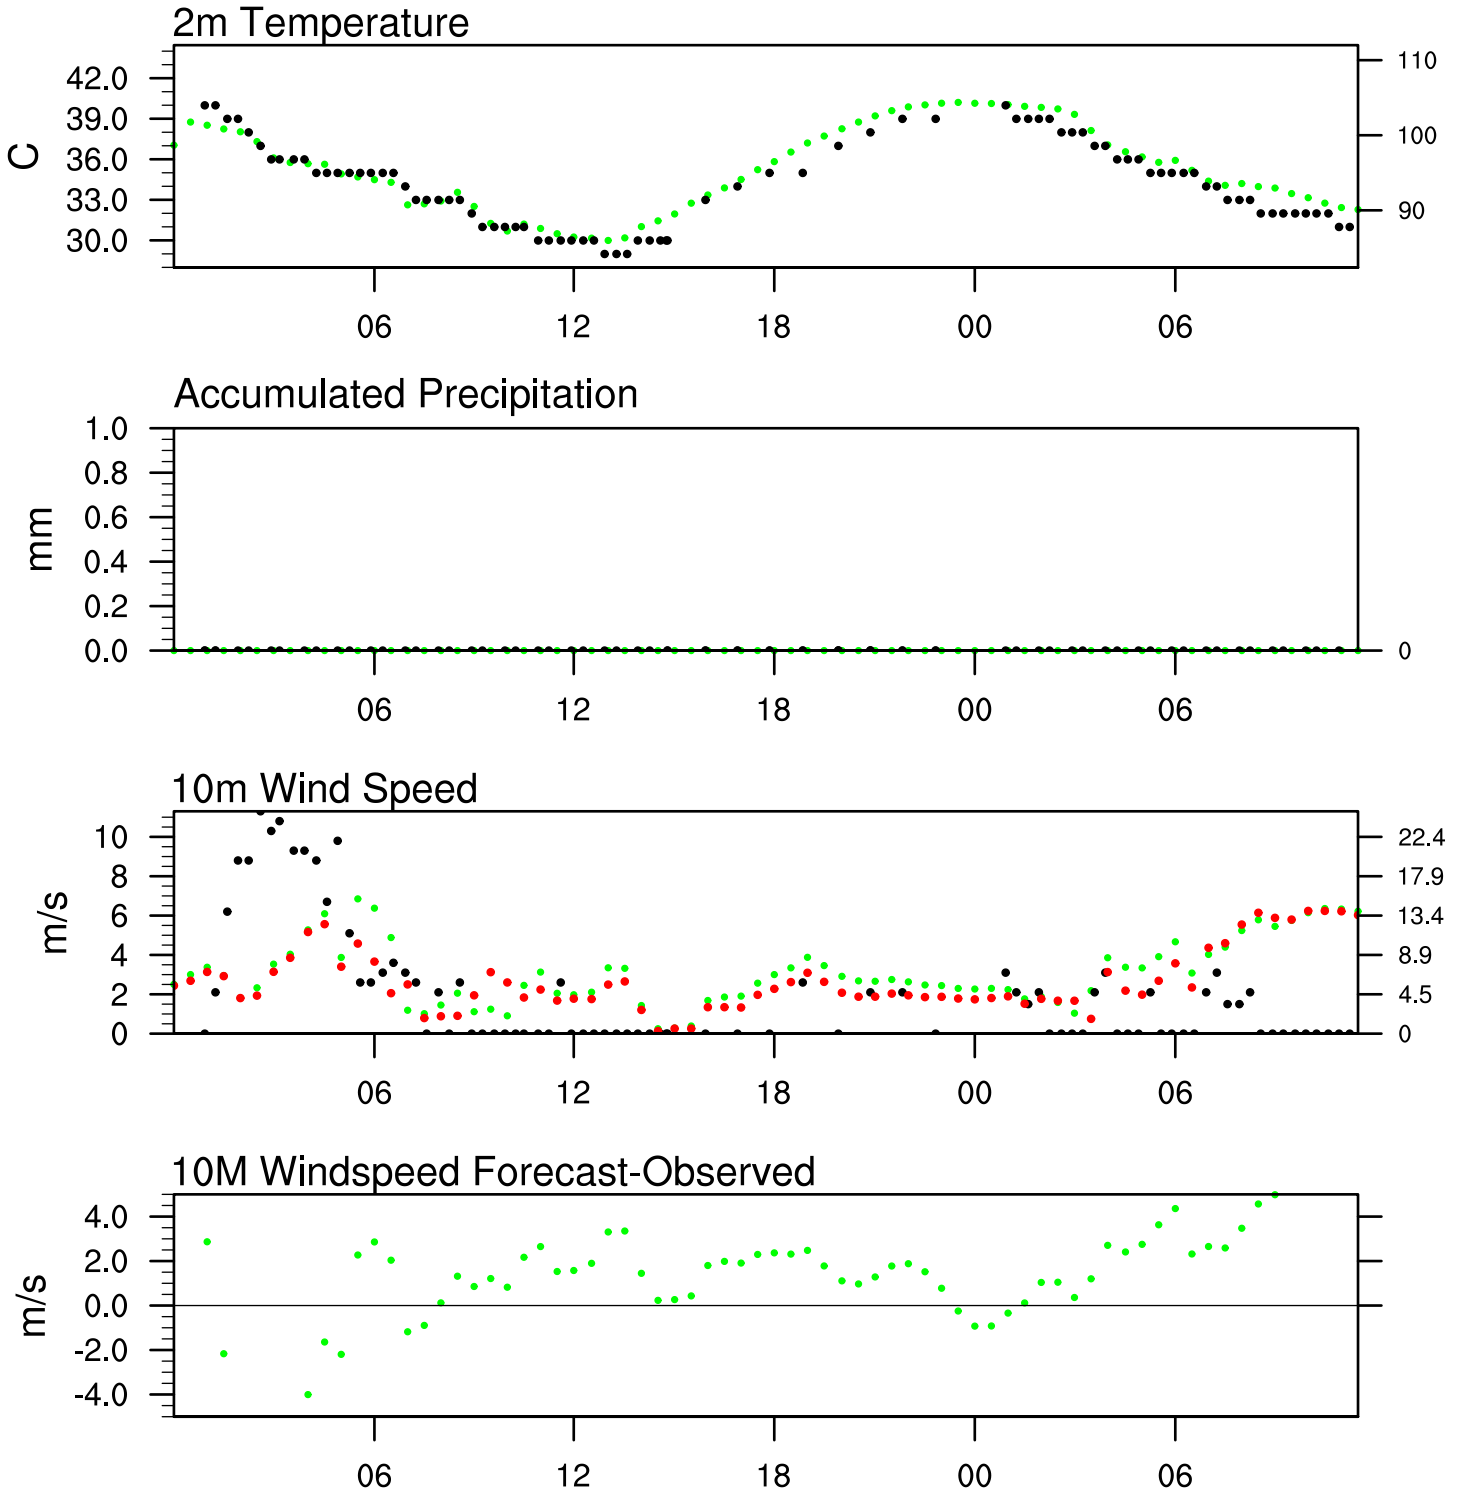 2m Temperature
42.0
39.0
36.0
33.0
30.0
C
110
100
90
06 12 18 00 06
Accumulated Precipitation
1.0
0.8
0.6
0.4
0.2
0.0
mm
0
06 12 18 00 06
10m Wind Speed
10
8
6
4
2
0
m/s
22.4
17.9
13.4
8.9
4.5
0
06 12 18 00 06
10M Windspeed Forecast-Observed
4.0
2.0
0.0
-2.0
-4.0
m/s
06 12 18 00 06